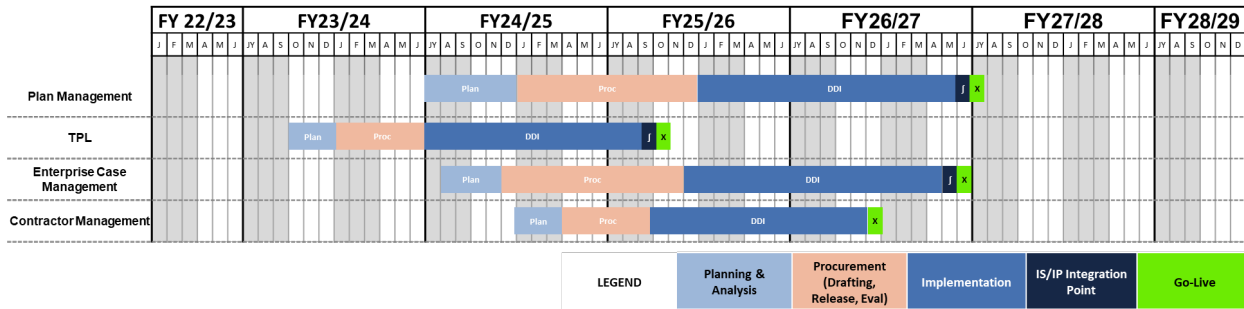 FY 22/23 FY23/24 FY24/25 FY25/26 FY26/27 FY27/28 FY28/29
J F M A M J JY A S O N D J F M A M J JY A S O N D J F M A M J JY A S O N D J F M A M J JY A S O N D J F M A M J JY A S O N D J F M A M J JY A S O N D
Plan Management Plan Proc DDI ∫ X
TPL Plan Proc DDI ∫ X
Enterprise Case
Management Plan Proc DDI ∫ X
Contractor Management Plan Proc DDI X
LEGEND
Planning &
Analysis
Procurement
(Drafting,
Release, Eval)
Implementation
IS/IP Integration
Point
Go-Live